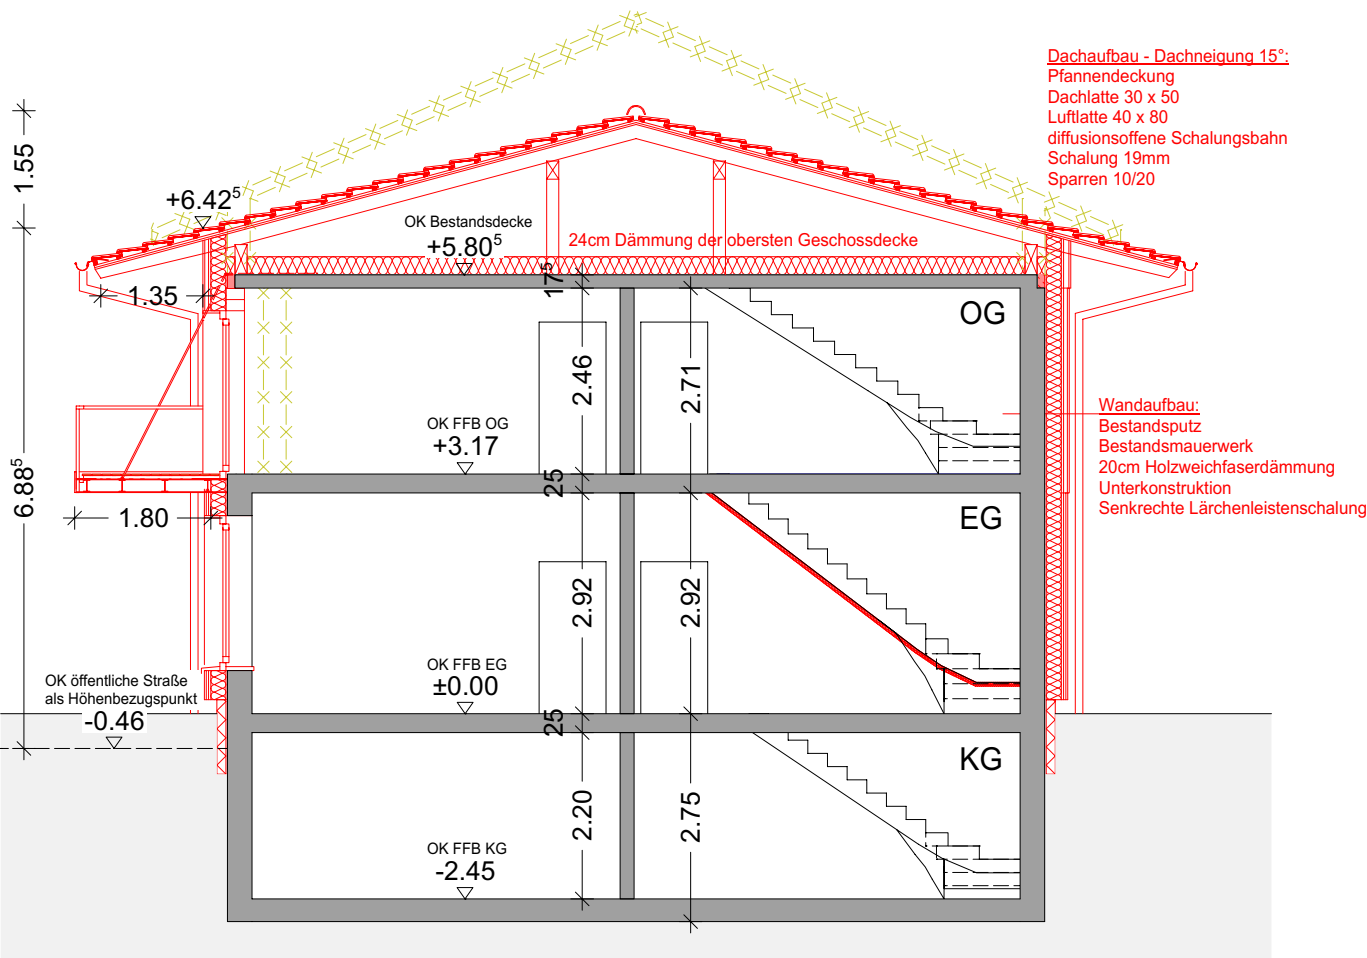 Dachaufbau - Dachneigung 15°:
Pfannendeckung
Dachlatte 30 x 50
Luftlatte 40 x 80
diffusionsoffene Schalungsbahn
Schalung 19mm
Sparren 10/20
1.55
+6.42⁵
OK Bestandsdecke
+5.80⁵
24cm Dämmung der obersten Geschossdecke
17⁵
1.35
OG
2.46
2.71
Wandaufbau:
Bestandsputz
Bestandsmauerwerk
20cm Holzweichfaserdämmung
Unterkonstruktion
Senkrechte Lärchenleistenschalung
OK FFB OG
+3.17
6.88⁵
25
1.80
EG
2.92
2.92
OK FFB EG
±0.00
OK öffentliche Straße
als Höhenbezugspunkt
-0.46
25
KG
2.20
2.75
OK FFB KG
-2.45